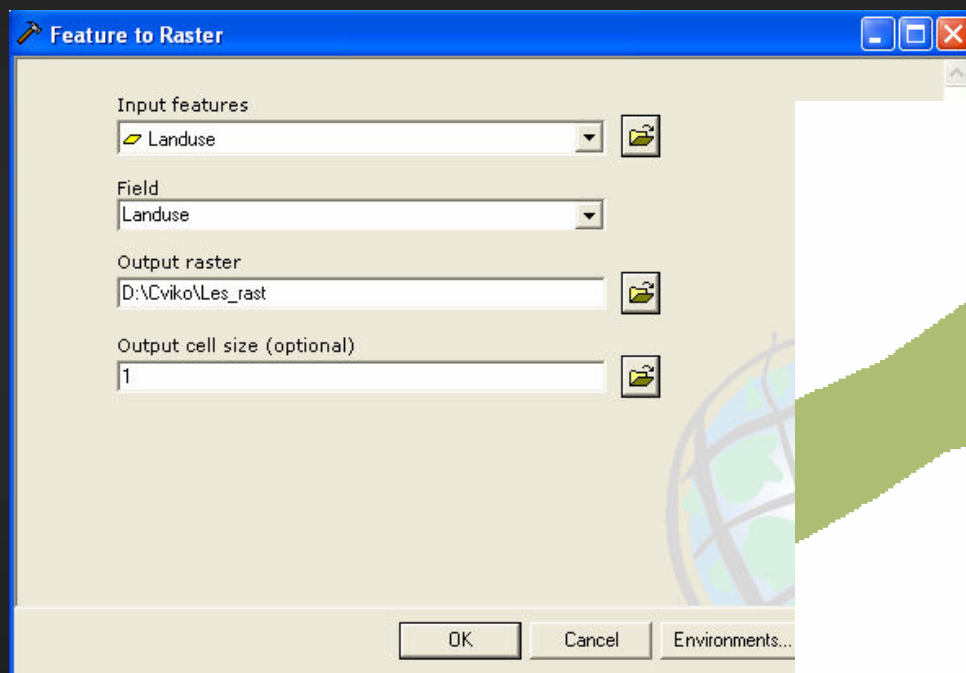 Feature to Raster
Input features
Landuse
Field
Landuse
Output raster
D:\Cviko\Les_rast
Output cell size (optional)
1
OK Cancel Environments...